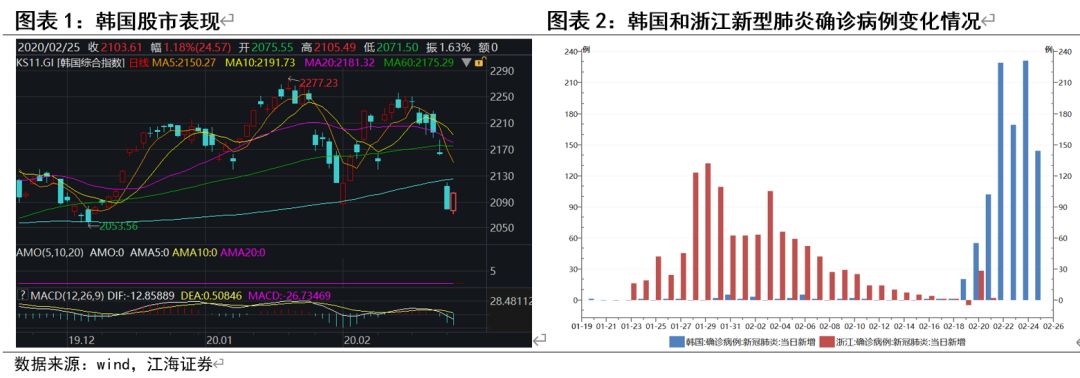 图表 1：韩国股市表现
图表 2：韩国和浙江新型肺炎确诊病例变化情况
2020/02/25 收 2103.61 幅 1.18%(24.57) 开 2075.55 高 2105.49 低 2071.50 振 1.63% 额 0
KS11.GI [韩国综合指数] 日线 MA5:2150.27 MA10:2191.73 MA20:2181.32 MA60:2175.29
2290
2277.23
2250
2210
2170
2130
2090
2053.56
2050
AMO(5,10,20) AMO:0 AMA5:0 AMA10:0 AMA20:0
5
? MACD(12,26,9) DIF:-12.85889 DEA:0.50846 MACD:-26.73469
28.48112
19.12 20.01 20.02
例 例
240 240
210 210
180 180
150 150
120 120
90 90
60 60
30 30
0 0
01-19 01-21 01-23 01-25 01-27 01-29 01-31 02-02 02-04 02-06 02-08 02-10 02-12 02-14 02-16 02-18 02-20 02-22 02-24 02-26
韩国:确诊病例:新冠肺炎:当日新增 浙江:确诊病例:新冠肺炎:当日新增
数据来源：wind，江海证券